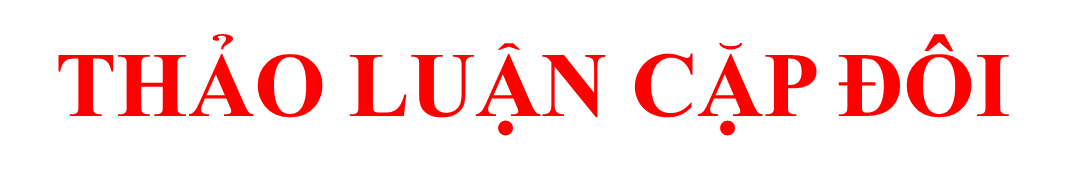 THẢO LUẬN CẶP ĐÔI